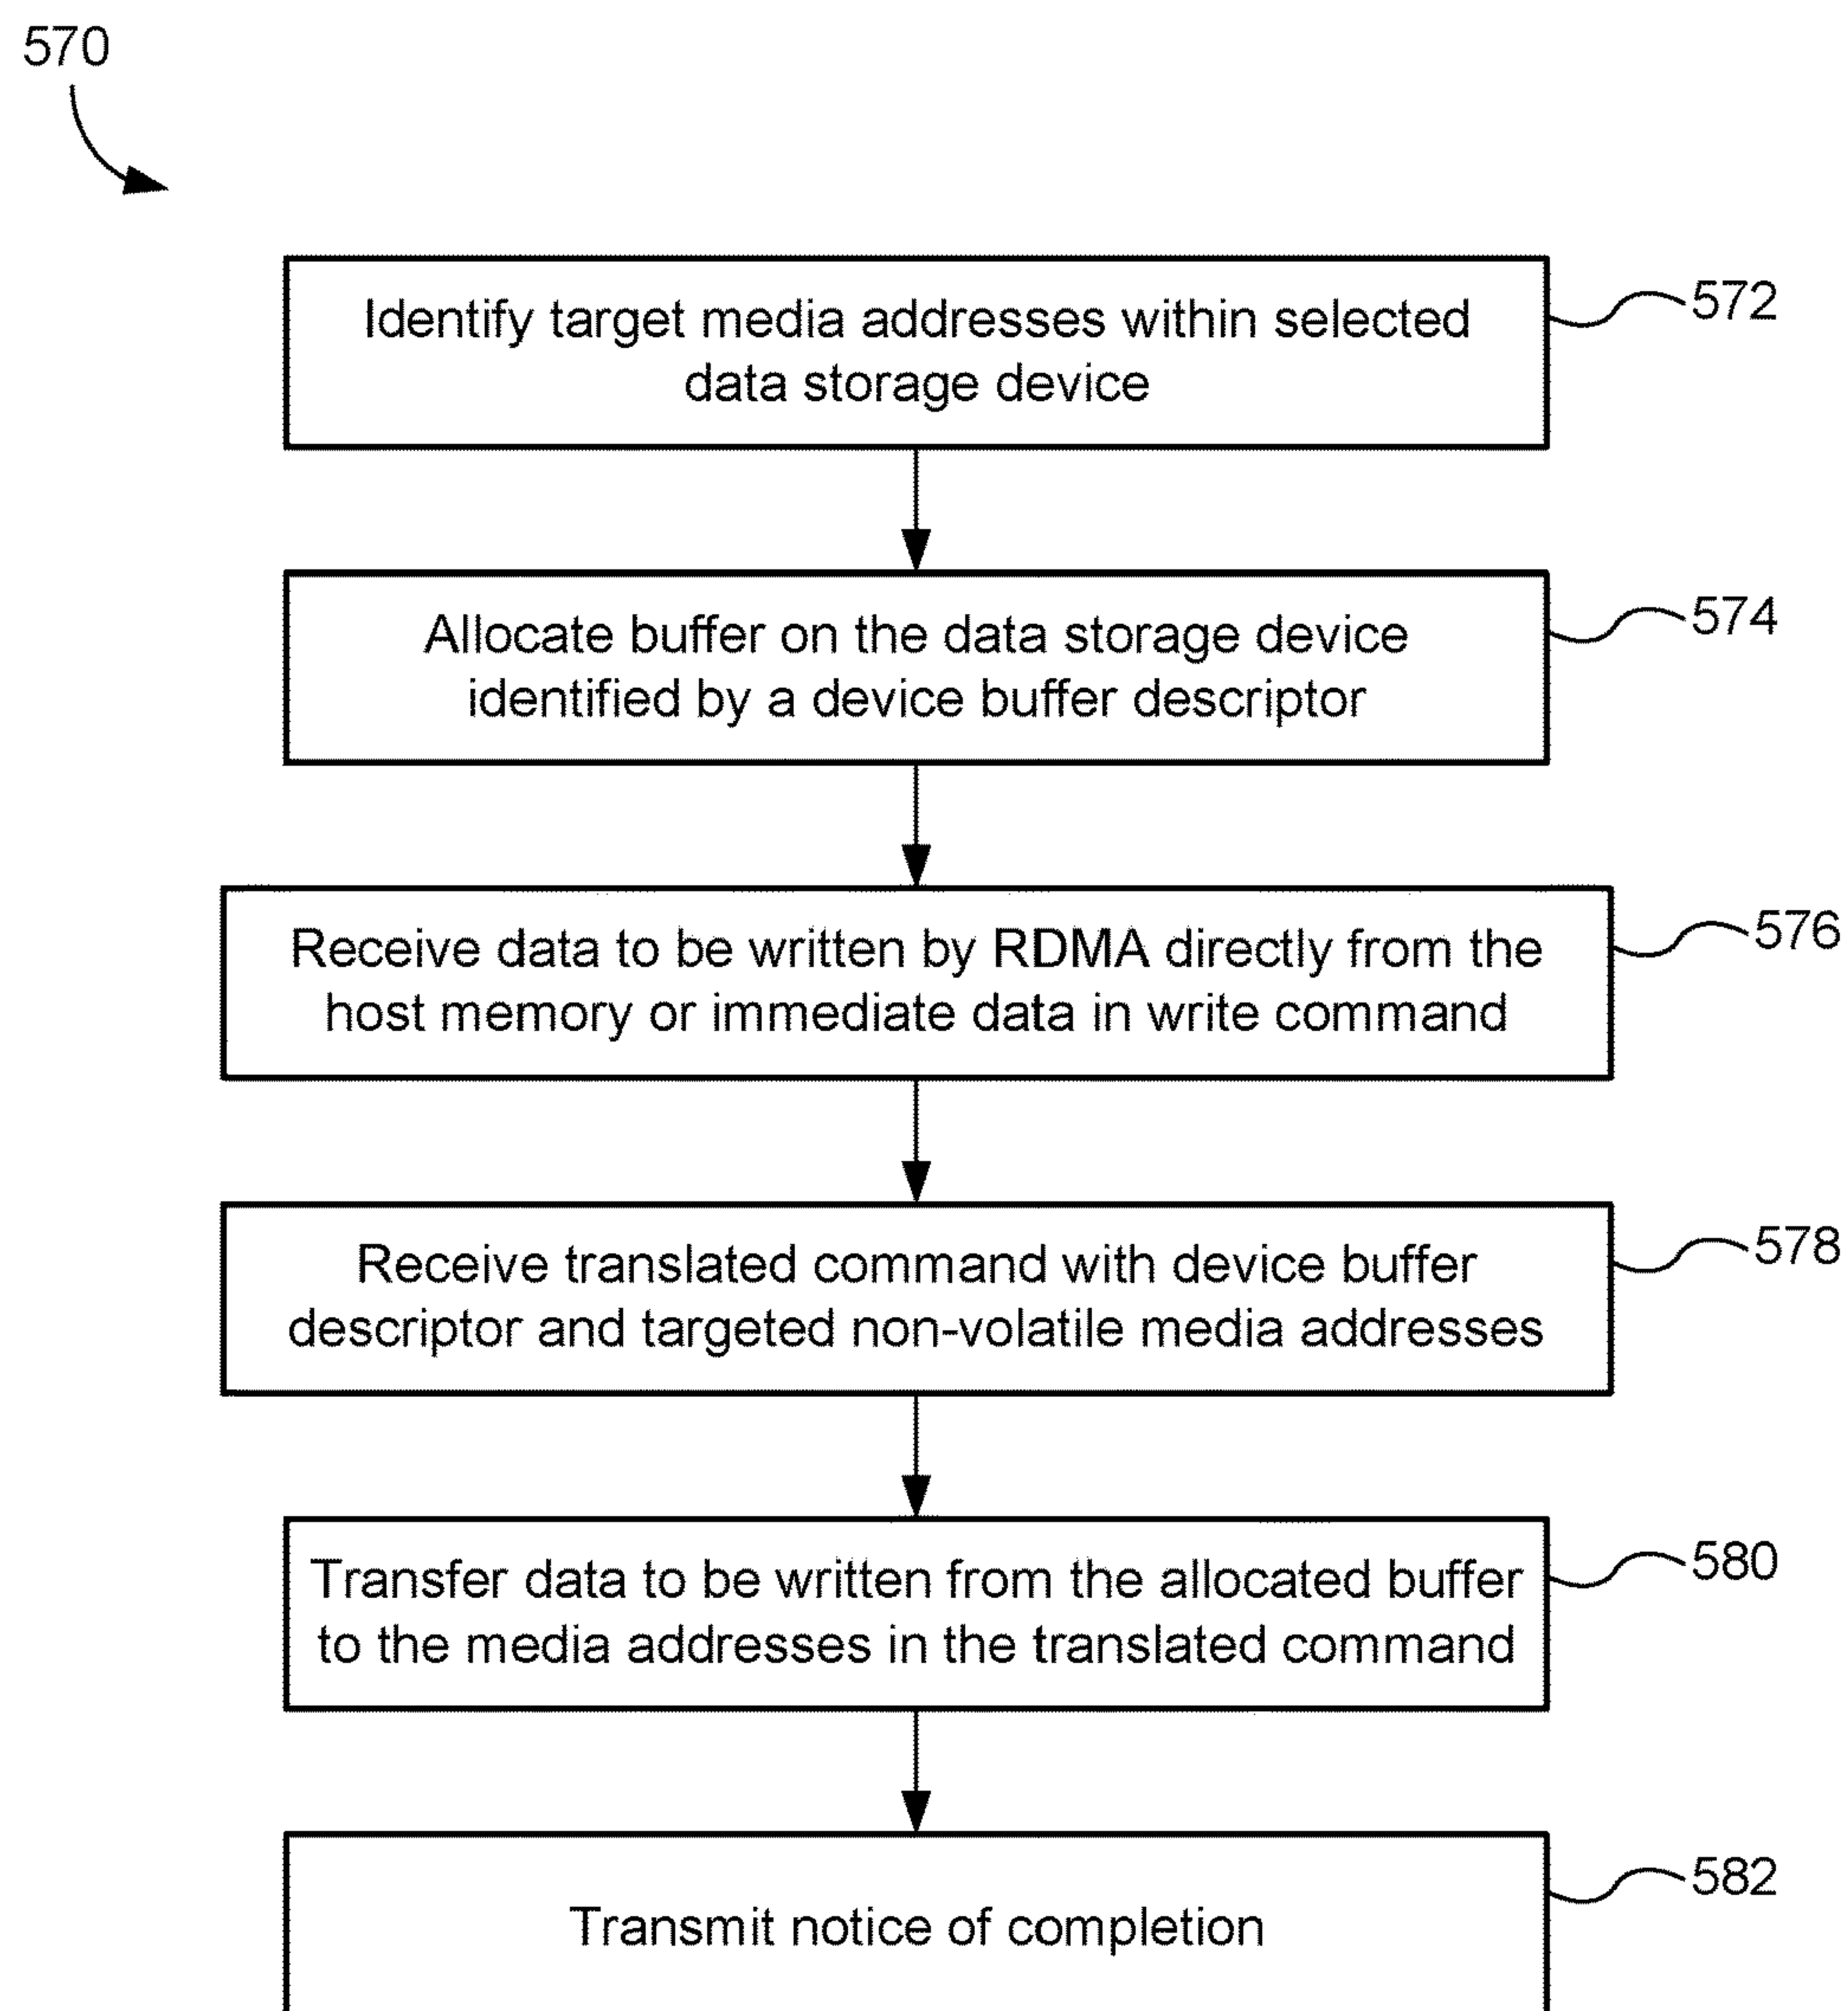 570
Identify target media addresses within selected
data storage device
572
Allocate buffer on the data storage device
identified by a device buffer descriptor
574
Receive data to be written by RDMA directly from the
host memory or immediate data in write command
576
Receive translated command with device buffer
descriptor and targeted non-volatile media addresses
578
Transfer data to be written from the allocated buffer
to the media addresses in the translated command
580
Transmit notice of completion
582